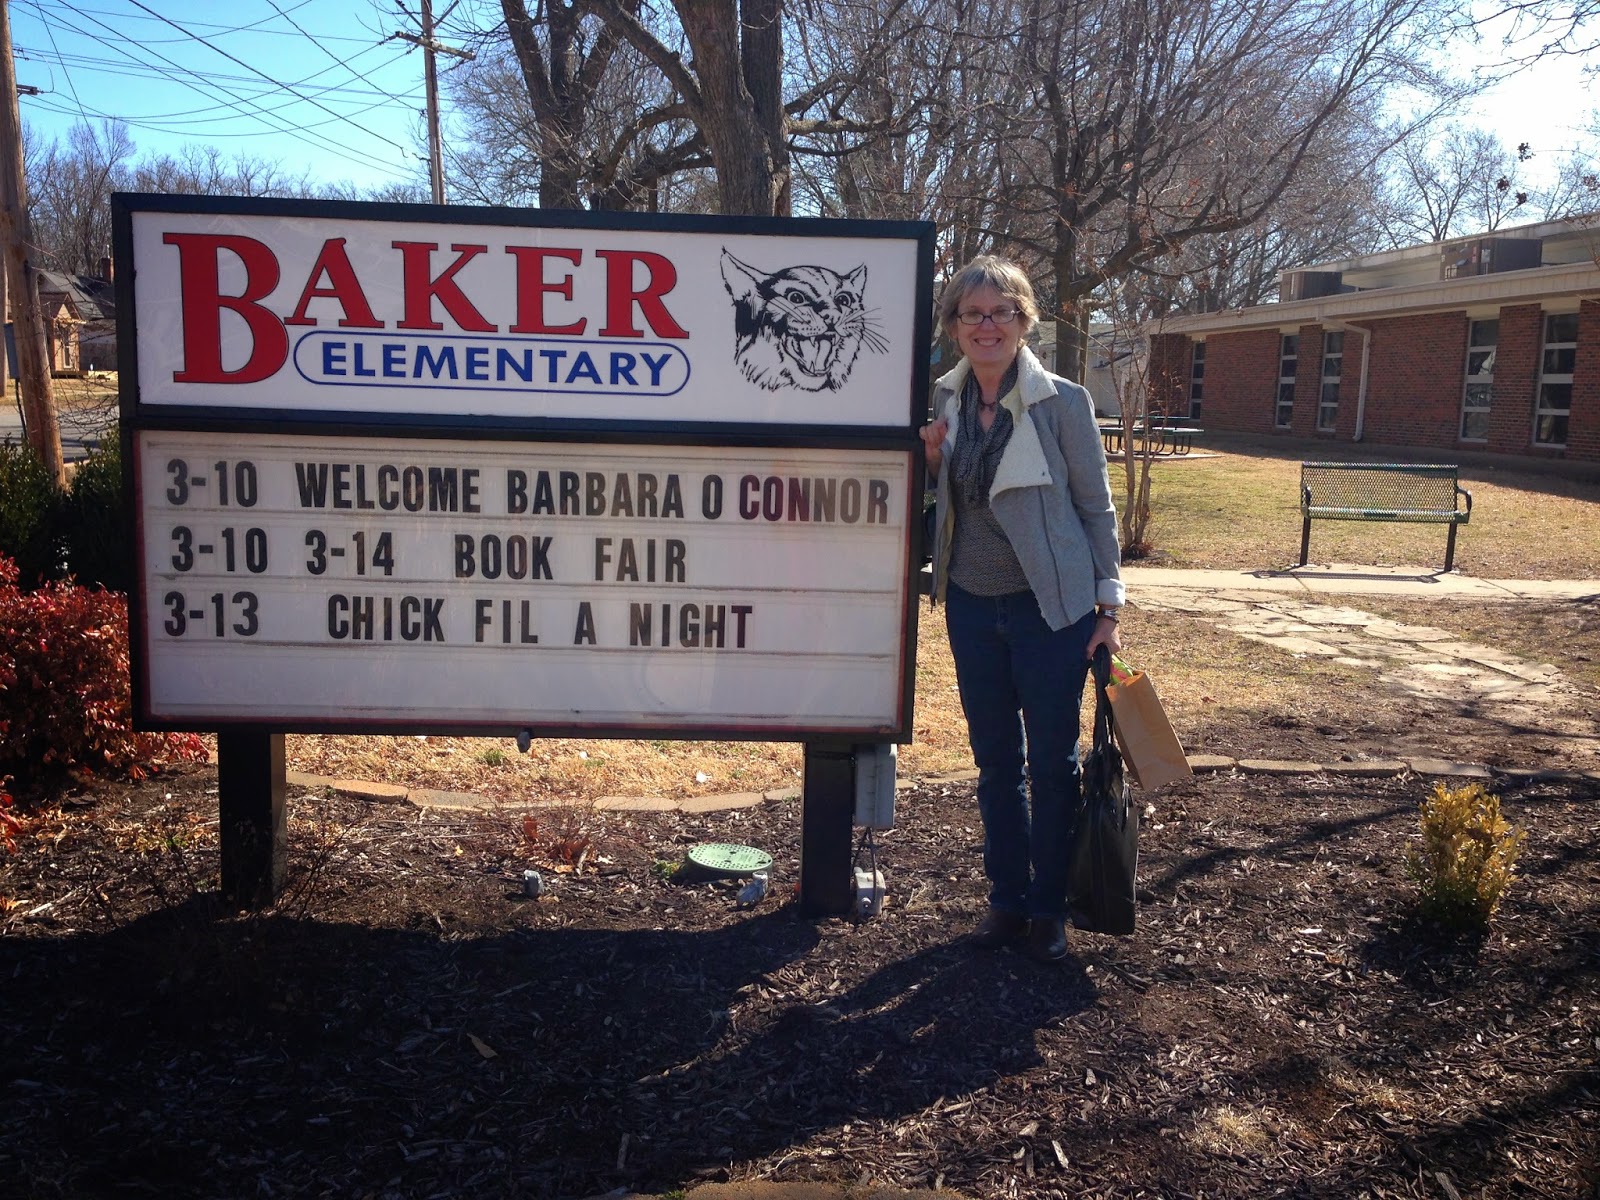 BAKER
ELEMENTARY
3-10 WELCOME BARBARA O CONNOR
3-10 3-14 BOOK FAIR
3-13 CHICK FIL A NIGHT